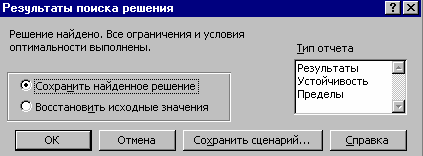 Результаты поиска решения
Решение найдено. Все ограничения и условия
оптимальности выполнены.
Тип отчета
Результаты
Устойчивость
Пределы
Сохранить найденное решение
Восстановить исходные значения
ОК
Отмена
Сохранить сценарий...
Справка